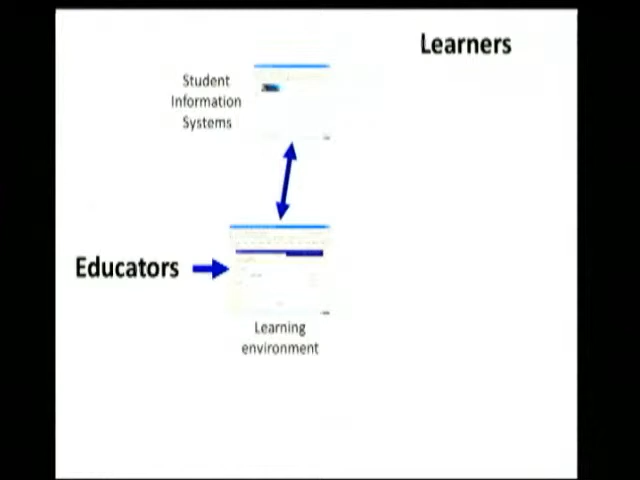 Learners
Student
Information
Systems
Educators
Learning
environment